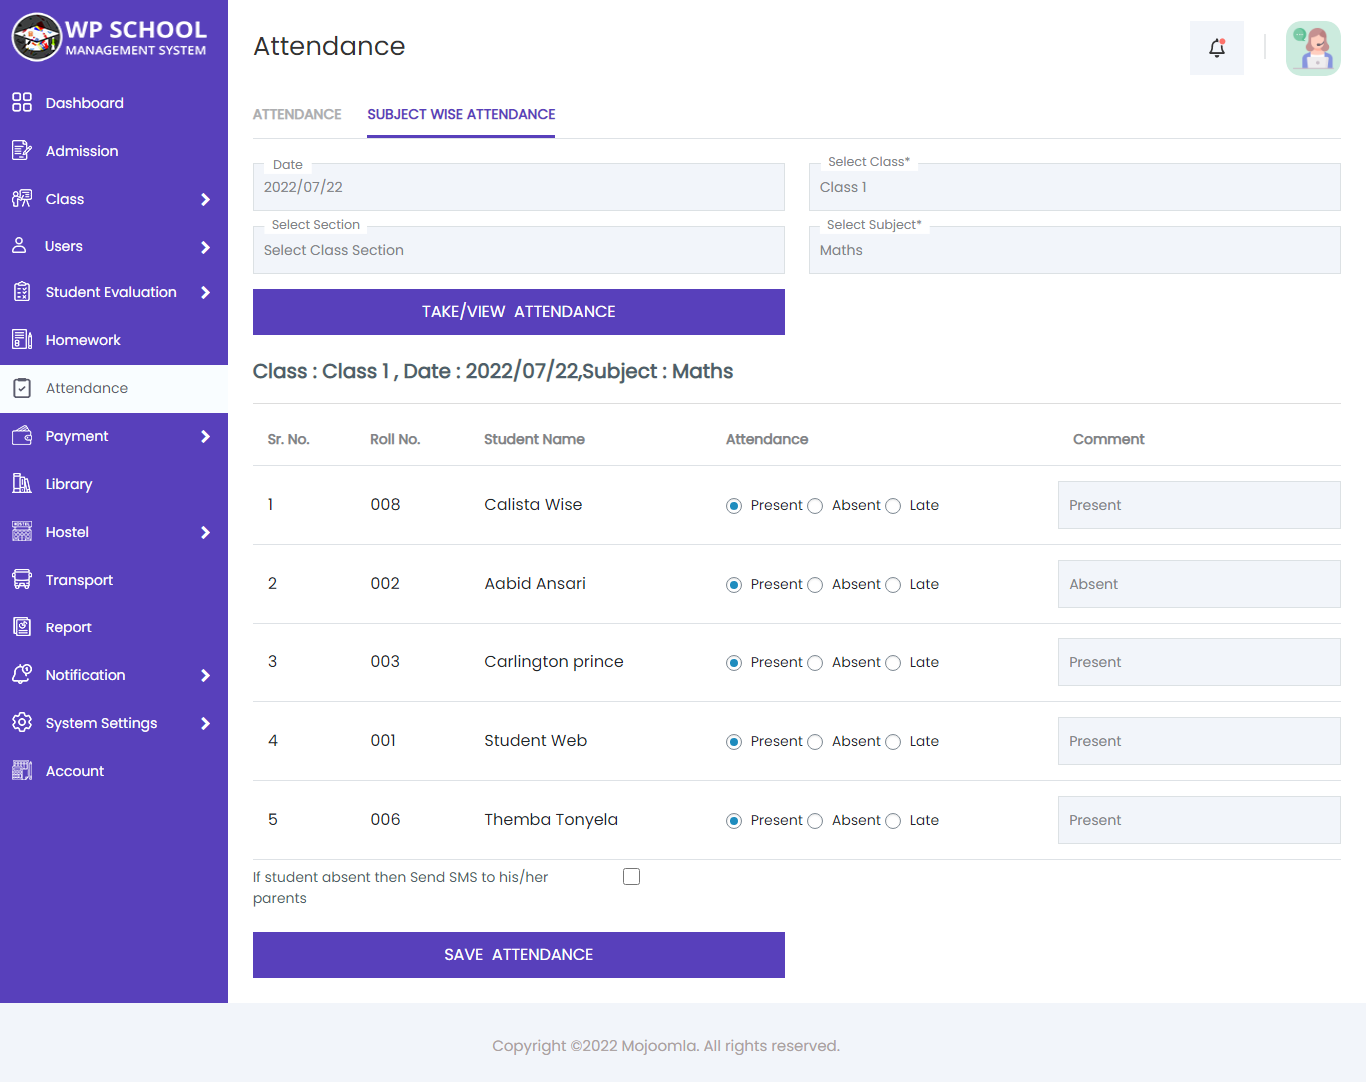 WP SCHOOL
MANAGEMENT SYSTEM
Dashboard
Admission
Class
Users
Student Evaluation
Homework
Attendance
Payment
Library
HOSTEL
Hostel
Transport
Report
Notification
System Settings
Account
Attendance
ATTENDANCE SUBJECT WISE ATTENDANCE
Date
2022/07/22
Select Class*
Class 1
Select Section
Select Class Section
Select Subject*
Maths
TAKE/VIEW ATTENDANCE
Class : Class 1 , Date : 2022/07/22,Subject : Maths
Sr. No. Roll No. Student Name Attendance Comment
1 008 Calista Wise Present Absent Late Present
2 002 Aabid Ansari Present Absent Late Absent
3 003 Carlington prince Present Absent Late Present
4 001 Student Web Present Absent Late Present
5 006 Themba Tonyela Present Absent Late Present
If student absent then Send SMS to his/her
parents
SAVE ATTENDANCE
Copyright ©2022 Mojoomla. All rights reserved.